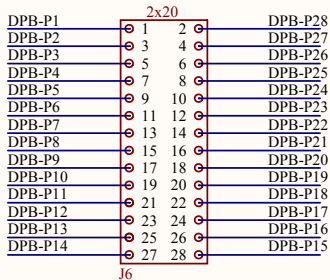 2x20
DPB-P1 1 2 DPB-P28
DPB-P2 3 4 DPB-P27
DPB-P3 5 6 DPB-P26
DPB-P4 7 8 DPB-P25
DPB-P5 9 10 DPB-P24
DPB-P6 11 12 DPB-P23
DPB-P7 13 14 DPB-P22
DPB-P8 15 16 DPB-P21
DPB-P9 17 18 DPB-P20
DPB-P10 19 20 DPB-P19
DPB-P11 21 22 DPB-P18
DPB-P12 23 24 DPB-P17
DPB-P13 25 26 DPB-P16
DPB-P14 27 28 DPB-P15
J6